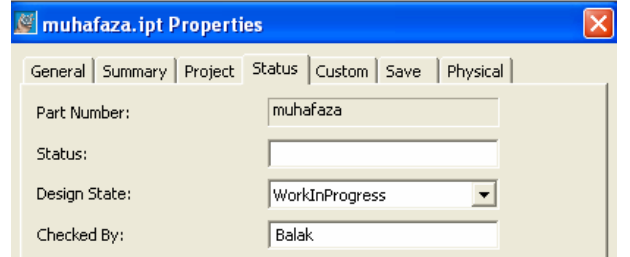 muhafaza.ipt Properties
General Summary Project Status Custom Save Physical
Part Number: muhafaza
Status:
Design State: WorkInProgress
Checked By: Balak